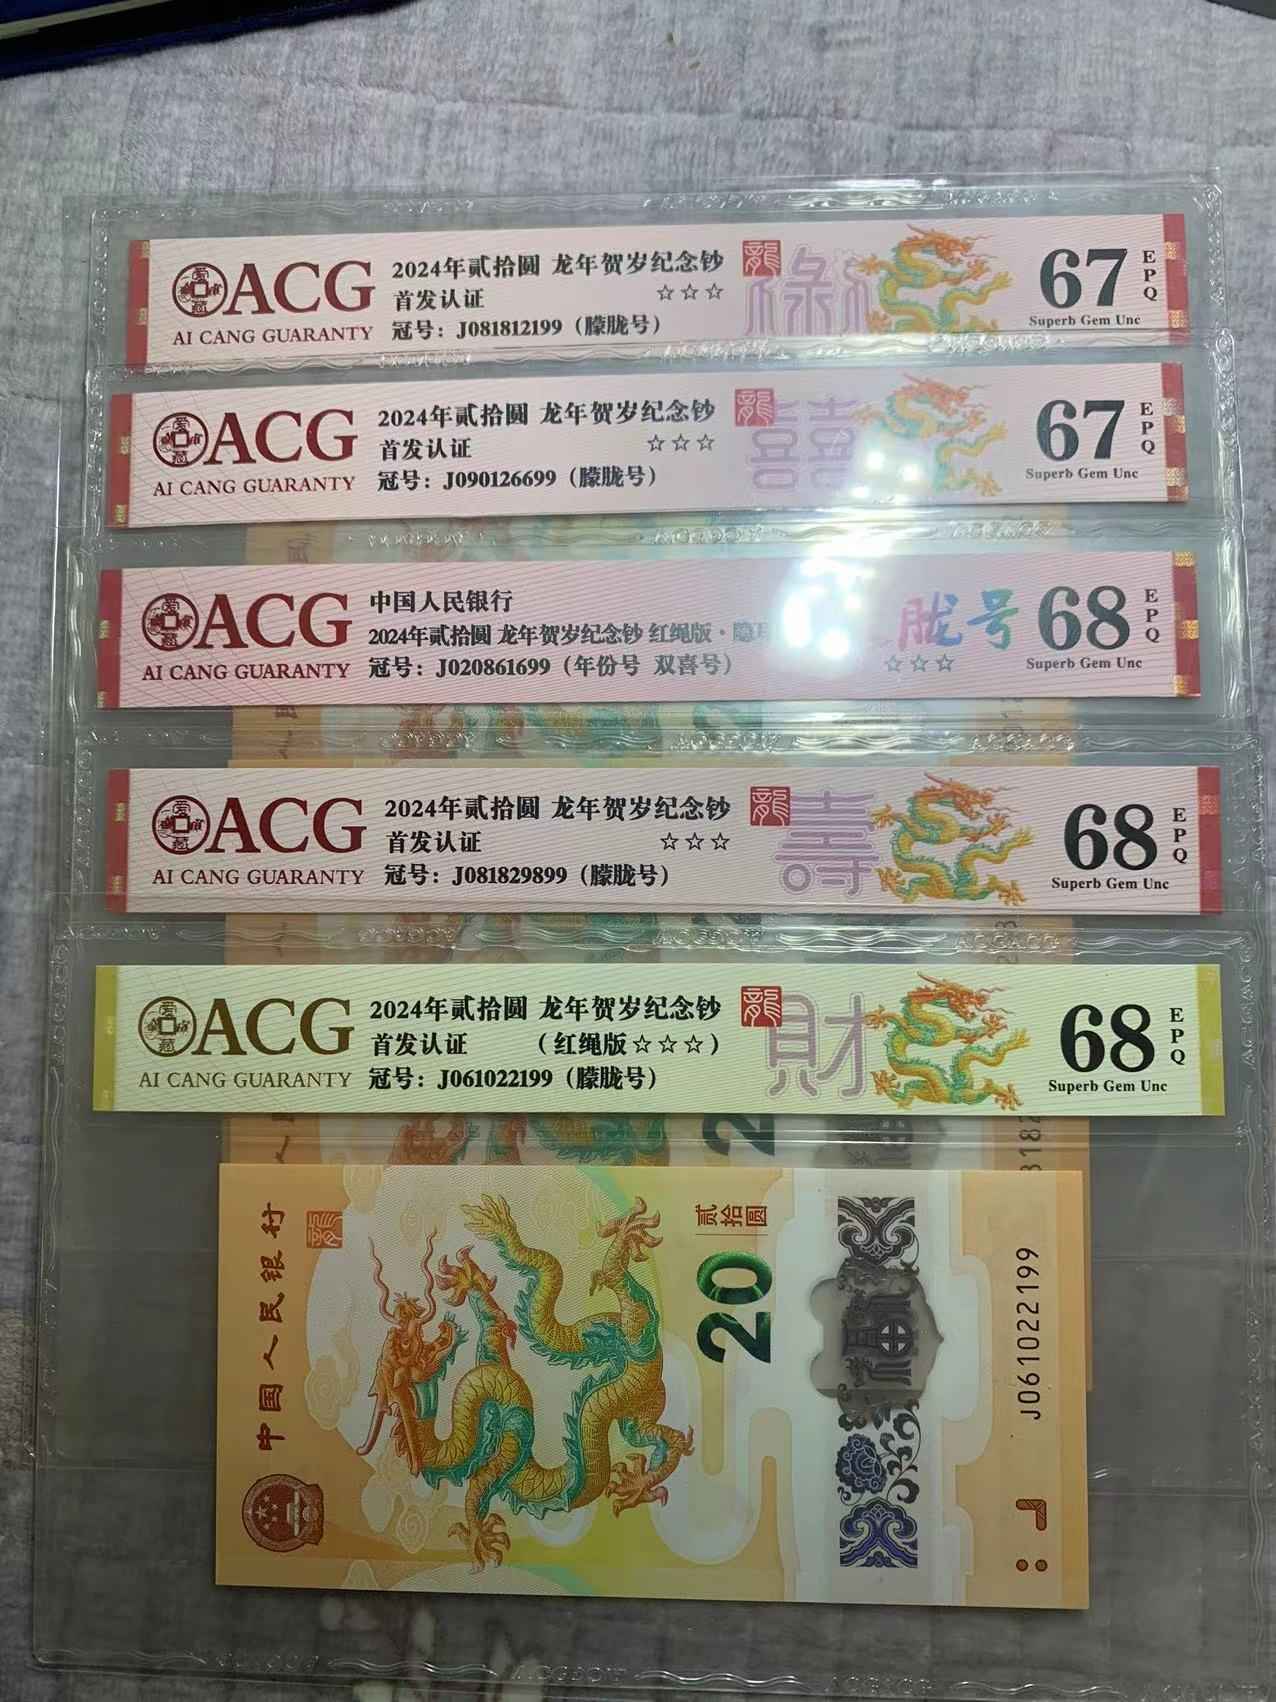 ACG
AI CANG GUARANTY
2024年贰拾圆 龙年贺岁纪念钞
首发认证 ☆☆☆
冠号：J081812199（朦胧号）
龍
67
EPQ
Superb Gem Unc
ACG
AI CANG GUARANTY
2024年贰拾圆 龙年贺岁纪念钞
首发认证 ☆☆☆
冠号：J090126699（朦胧号）
龍 囍
67
EPQ
Superb Gem Unc
ACG
AI CANG GUARANTY
中国人民银行
2024年贰拾圆 龙年贺岁纪念钞 红绳版·隐
冠号：J020861699（年份号 双喜号）
胧号
☆☆☆
68
EPQ
Superb Gem Unc
ACG
AI CANG GUARANTY
2024年贰拾圆 龙年贺岁纪念钞
首发认证 ☆☆☆
冠号：J081829899（朦胧号）
龍 壽
68
EPQ
Superb Gem Unc
ACG
AI CANG GUARANTY
2024年贰拾圆 龙年贺岁纪念钞
首发认证 （红绳版☆☆☆）
冠号：J061022199（朦胧号）
龍 財
68
EPQ
Superb Gem Unc
中国人民银行
贰拾圆
20
J061022199